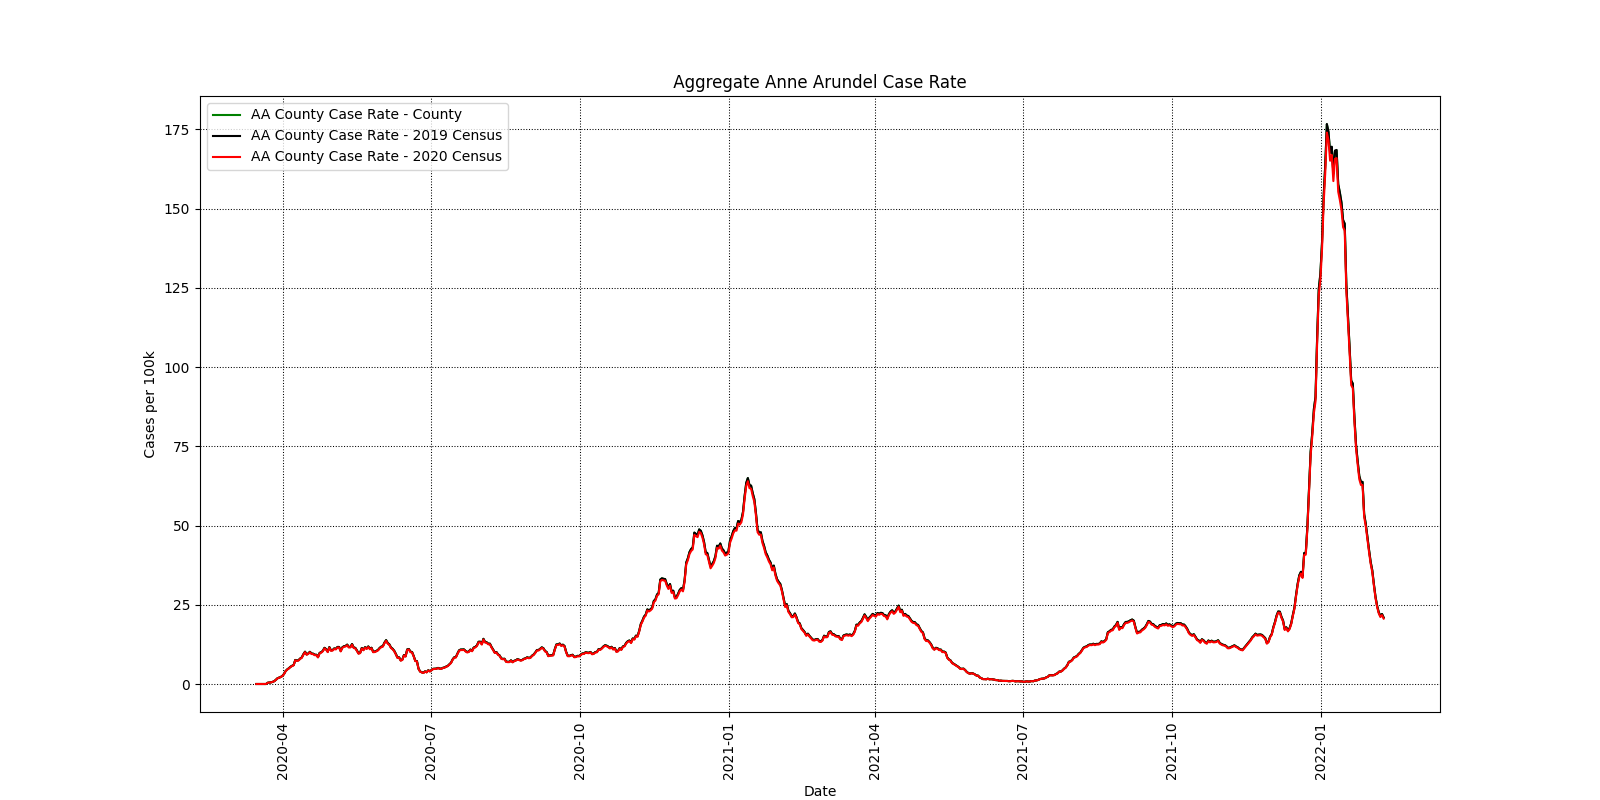 Aggregate Anne Arundel Case Rate
AA County Case Rate - County
AA County Case Rate - 2019 Census
AA County Case Rate - 2020 Census
175
150
125
100
75
50
25
0
Cases per 100k
2020-04
2020-07
2020-10
2021-01
2021-04
2021-07
2021-10
2022-01
Date